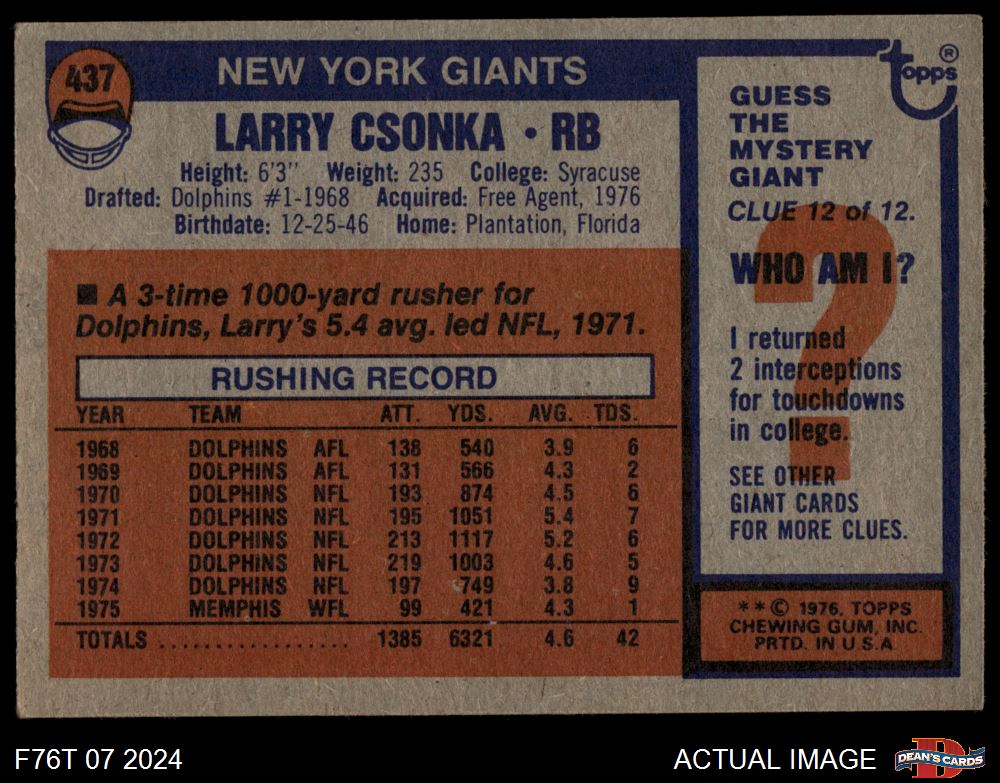 437
NEW YORK GIANTS
LARRY CSONKA • RB
Height: 6'3" Weight: 235 College: Syracuse
Drafted: Dolphins #1-1968 Acquired: Free Agent, 1976
Birthdate: 12-25-46 Home: Plantation, Florida
■ A 3-time 1000-yard rusher for
Dolphins, Larry's 5.4 avg. led NFL, 1971.
RUSHING RECORD
YEAR TEAM ATT. YDS. AVG. TDS.
1968 DOLPHINS AFL 138 540 3.9 6
1969 DOLPHINS AFL 131 566 4.3 2
1970 DOLPHINS NFL 193 874 4.5 6
1971 DOLPHINS NFL 195 1051 5.4 7
1972 DOLPHINS NFL 213 1117 5.2 6
1973 DOLPHINS NFL 219 1003 4.6 5
1974 DOLPHINS NFL 197 749 3.8 9
1975 MEMPHIS WFL 99 421 4.3 1
TOTALS ................. 1385 6321 4.6 42
topps®
GUESS
THE
MYSTERY
GIANT
CLUE 12 of 12.
WHO AM I?
?
I returned
2 interceptions
for touchdowns
in college.
SEE OTHER
GIANT CARDS
FOR MORE CLUES.
**© 1976, TOPPS
CHEWING GUM, INC.
PRTD. IN U.S.A.
F76T 07 2024
ACTUAL IMAGE
D
DEAN'S CARDS